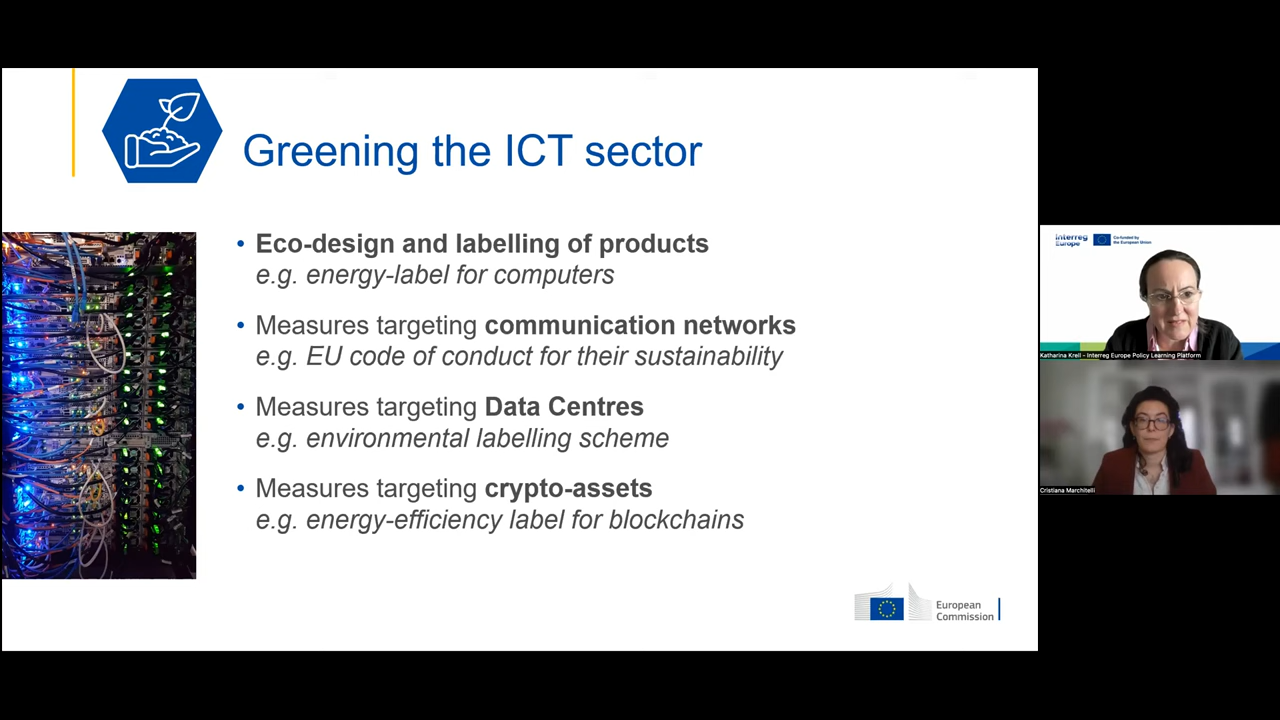 Greening the ICT sector
• Eco-design and labelling of products
e.g. energy-label for computers
• Measures targeting communication networks
e.g. EU code of conduct for their sustainability
• Measures targeting Data Centres
e.g. environmental labelling scheme
• Measures targeting crypto-assets
e.g. energy-efficiency label for blockchains
European
Commission
Interreg
Europe
Co-funded by
the European Union
Katharina Krell - Interreg Europe Policy Learning Platform
Cristiana Marchitelli